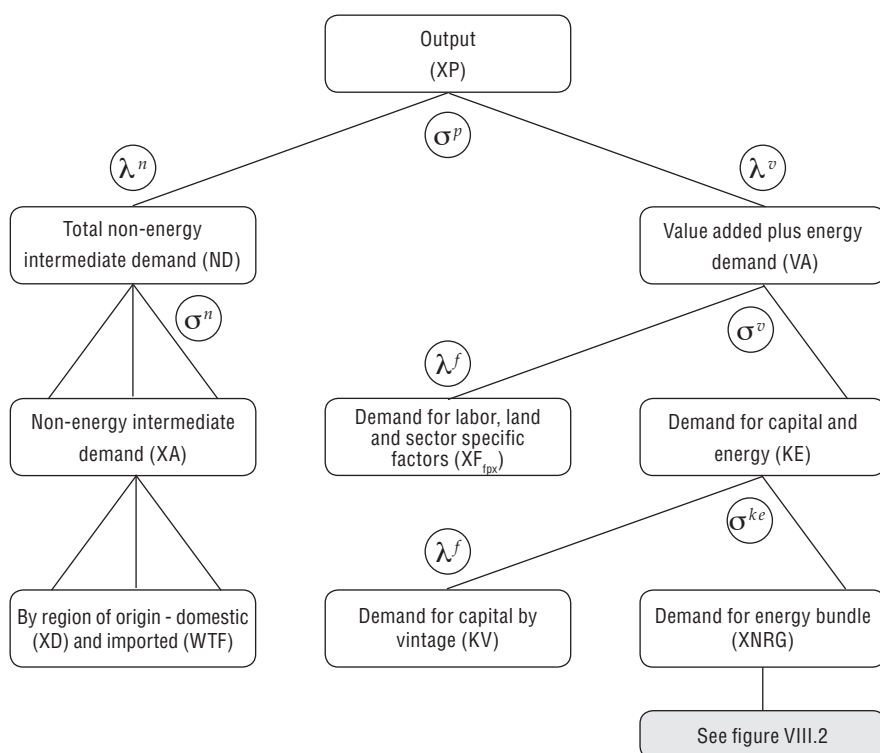 Output
(XP)
σᵖ
λⁿ
λᵛ
Total non-energy
intermediate demand (ND)
Value added plus energy
demand (VA)
σⁿ
σᵛ
λᶠ
Non-energy intermediate
demand (XA)
Demand for labor, land
and sector specific
factors (XF_fpx)
Demand for capital and
energy (KE)
σᵏᵉ
λᶠ
By region of origin - domestic
(XD) and imported (WTF)
Demand for capital by
vintage (KV)
Demand for energy bundle
(XNRG)
See figure VIII.2